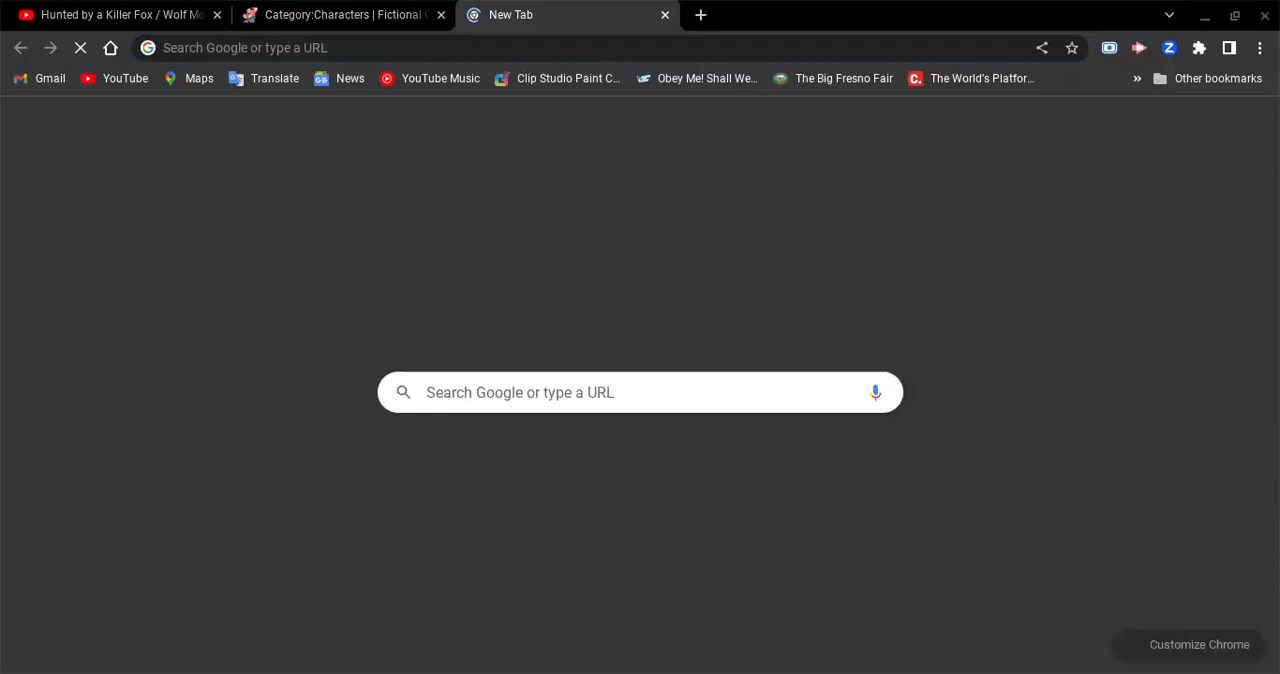 Hunted by a Killer Fox / Wolf Mo
Category:Characters | Fictional
New Tab
Search Google or type a URL
Gmail
YouTube
Maps
Translate
News
YouTube Music
Clip Studio Paint C...
Obey Me! Shall We...
The Big Fresno Fair
The World's Platfor...
»
Other bookmarks
Search Google or type a URL
Customize Chrome